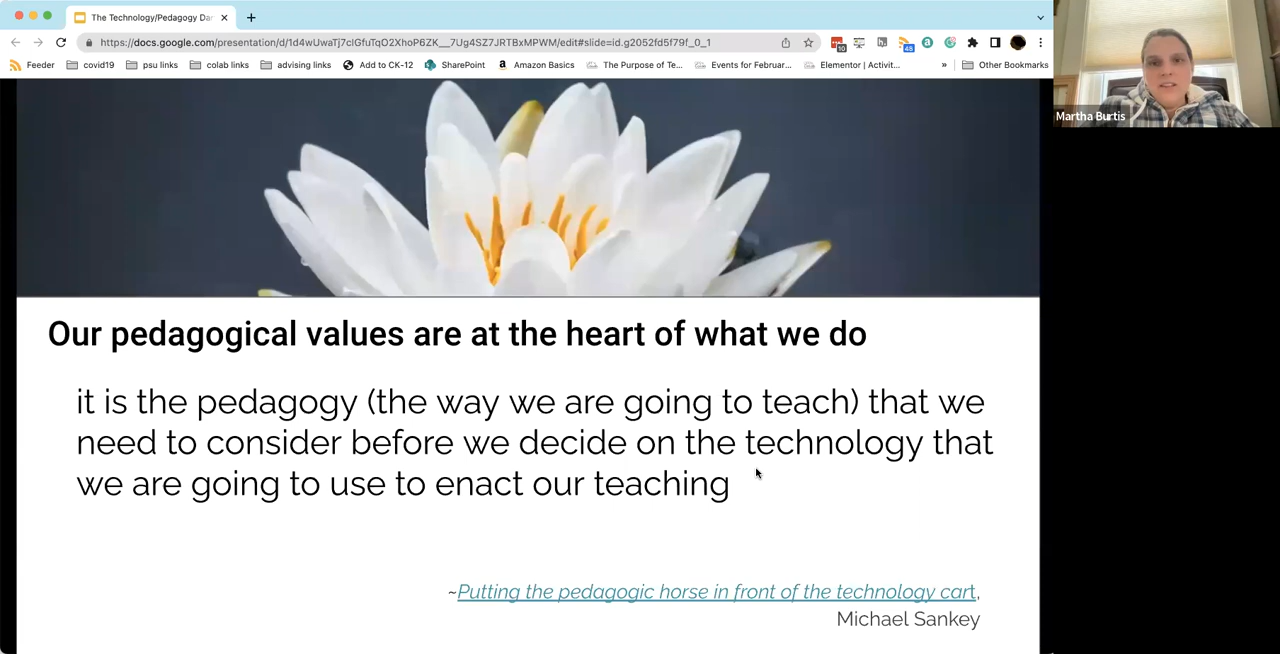 The Technology/Pedagogy Da
https://docs.google.com/presentation/d/1d4wUwaTj7clGfuTqO2XhoP6ZK__7Ug4SZ7JRTBxMPWM/edit#slide=id.g2052fd5f79f_0_1
10
45
Feeder covid19 psu links colab links advising links Add to CK-12 SharePoint Amazon Basics The Purpose of Te... Events for Februar... Elementor | Activit... » Other Bookmarks
Martha Burtis
Our pedagogical values are at the heart of what we do
it is the pedagogy (the way we are going to teach) that we
need to consider before we decide on the technology that
we are going to use to enact our teaching
~Putting the pedagogic horse in front of the technology cart,
Michael Sankey